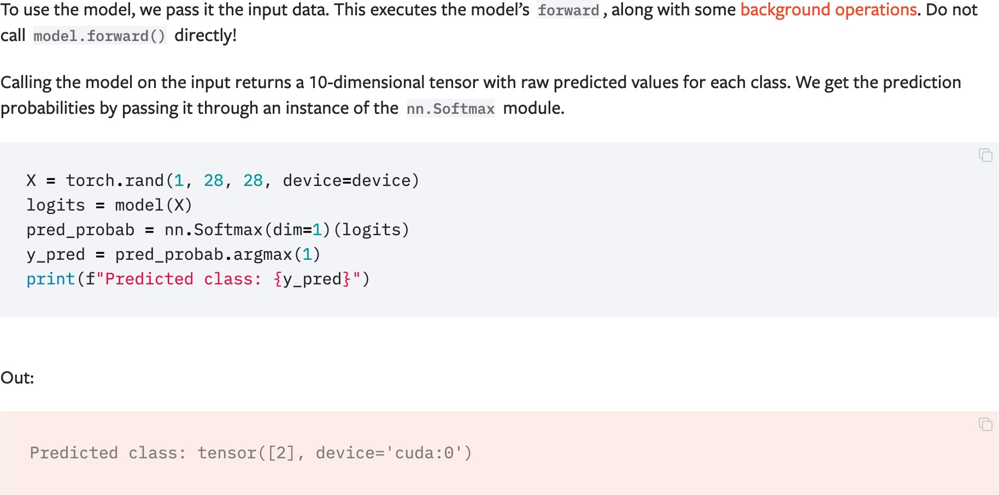 To use the model, we pass it the input data. This executes the model’s forward, along with some background operations. Do not
call model.forward() directly!
Calling the model on the input returns a 10-dimensional tensor with raw predicted values for each class. We get the prediction
probabilities by passing it through an instance of the nn.Softmax module.
X = torch.rand(1, 28, 28, device=device)
logits = model(X)
pred_probab = nn.Softmax(dim=1)(logits)
y_pred = pred_probab.argmax(1)
print(f"Predicted class: {y_pred}")
Out:
Predicted class: tensor([2], device='cuda:0')